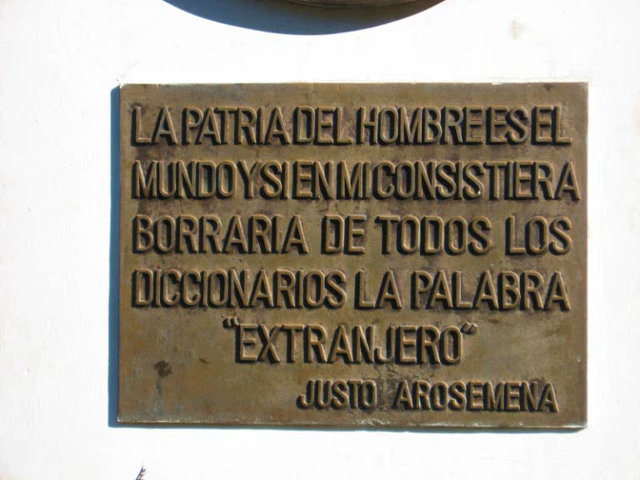 LA PATRIA DEL HOMBRE ES EL
MUNDO Y SI EN MI CONSISTIERA
BORRARIA DE TODOS LOS
DICCIONARIOS LA PALABRA
"EXTRANJERO"
JUSTO AROSEMENA